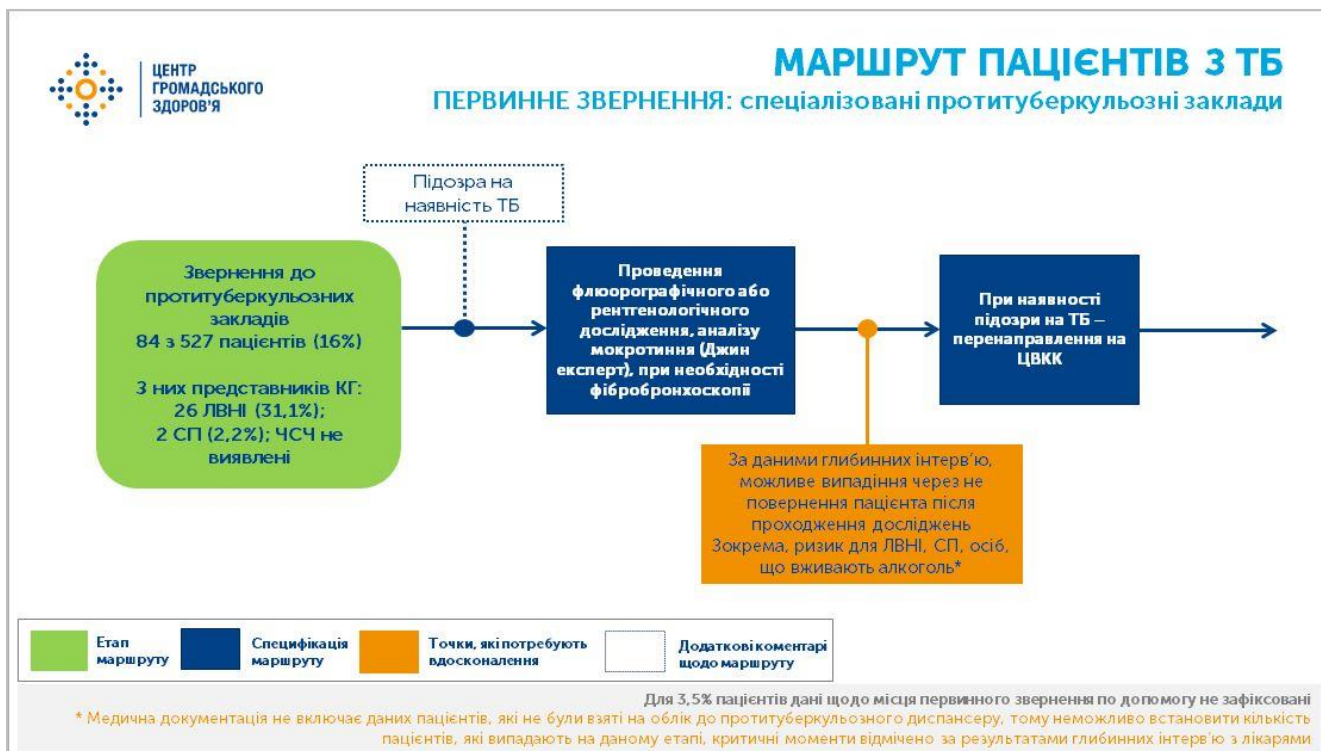 ЦЕНТР
ГРОМАДСЬКОГО
ЗДОРОВ'Я
МАРШРУТ ПАЦІЄНТІВ З ТБ
ПЕРВИННЕ ЗВЕРНЕННЯ: спеціалізовані протитуберкульозні заклади
Підозра на
наявність ТБ
Звернення до
протитуберкульозних
закладів
84 з 527 пацієнтів (16%)
З них представників КГ:
26 ЛВНІ (31,1%);
2 СП (2,2%); ЧСЧ не
виявлені
Проведення
флюорографічного або
рентгенологічного
дослідження, аналізу
мокротиння (Джин
експерт), при необхідності
фібробронхоскопії
При наявності
підозри на ТБ –
перенаправлення на
ЦВКК
За даними глибинних інтерв'ю,
можливе випадіння через не
повернення пацієнта після
проходження досліджень
Зокрема, ризик для ЛВНІ, СП, осіб,
що вживають алкоголь*
Етап
маршруту
Специфікація
маршруту
Точки, які потребують
вдосконалення
Додаткові коментарі
щодо маршруту
Для 3,5% пацієнтів дані щодо місця первинного звернення по допомогу не зафіксовані
* Медична документація не включає даних пацієнтів, які не були взяті на облік до протитуберкульозного диспансеру, тому неможливо встановити кількість
пацієнтів, які випадають на даному етапі, критичні моменти відмічено за результатами глибинних інтерв'ю з лікарями